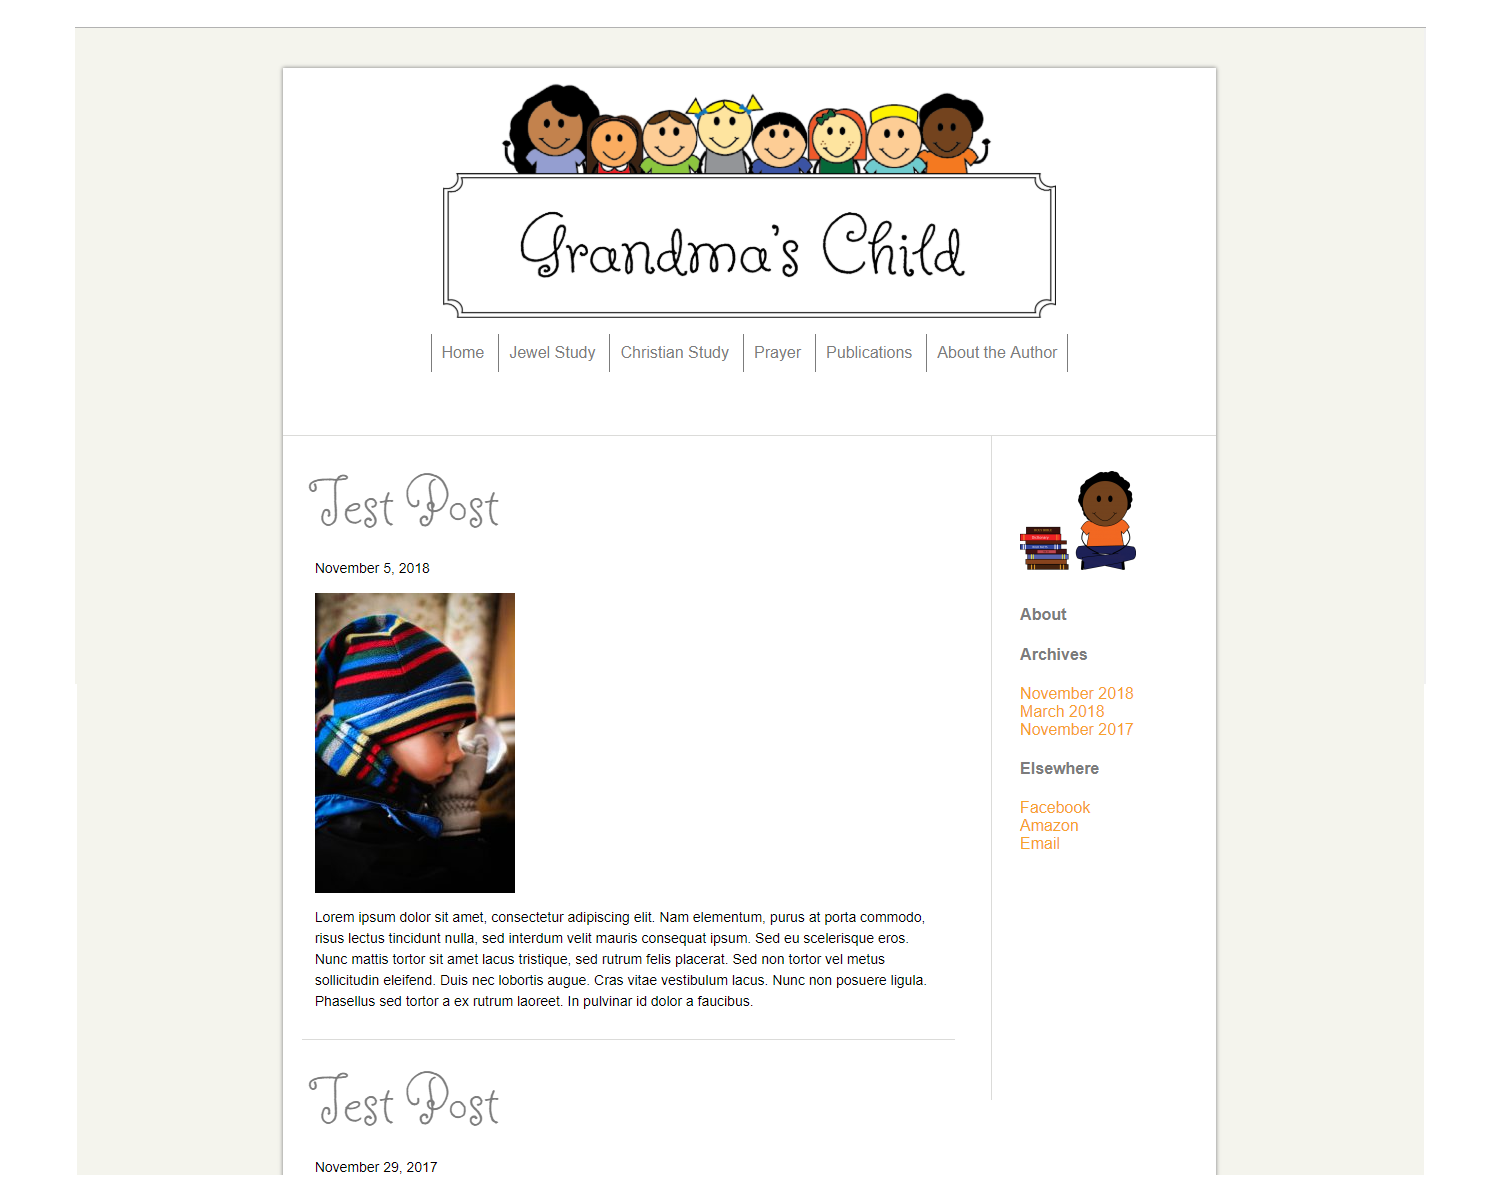 Grandma's Child
Home
Jewel Study
Christian Study
Prayer
Publications
About the Author
Test Post
November 5, 2018
Lorem ipsum dolor sit amet, consectetur adipiscing elit. Nam elementum, purus at porta commodo,
risus lectus tincidunt nulla, sed interdum velit mauris consequat ipsum. Sed eu scelerisque eros.
Nunc mattis tortor sit amet lacus tristique, sed rutrum felis placerat. Sed non tortor vel metus
sollicitudin eleifend. Duis nec lobortis augue. Cras vitae vestibulum lacus. Nunc non posuere ligula.
Phasellus sed tortor a ex rutrum laoreet. In pulvinar id dolor a faucibus.
Test Post
November 29, 2017
About
Archives
November 2018
March 2018
November 2017
Elsewhere
Facebook
Amazon
Email